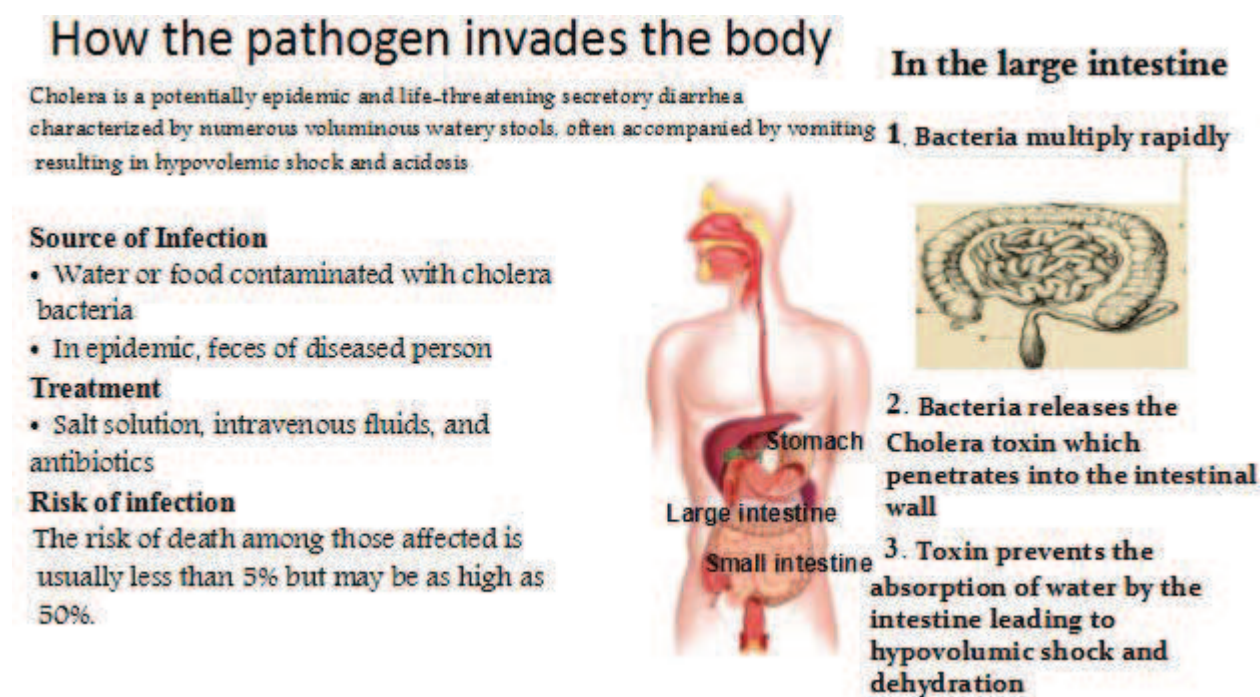 How the pathogen invades the body
Cholera is a potentially epidemic and life-threatening secretory diarrhea
characterized by numerous voluminous watery stools, often accompanied by vomiting
resulting in hypovolemic shock and acidosis
Source of Infection
• Water or food contaminated with cholera
bacteria
• In epidemic, feces of diseased person
Treatment
• Salt solution, intravenous fluids, and
antibiotics
Risk of infection
The risk of death among those affected is
usually less than 5% but may be as high as
50%.
Stomach
Large intestine
Small intestine
In the large intestine
1. Bacteria multiply rapidly
2. Bacteria releases the
Cholera toxin which
penetrates into the intestinal
wall
3. Toxin prevents the
absorption of water by the
intestine leading to
hypovolumic shock and
dehydration